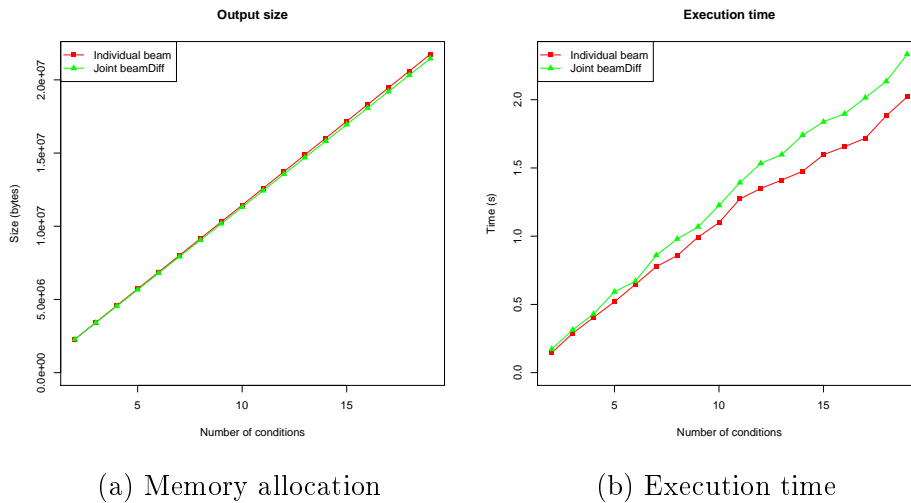 Output size
Individual beam
Joint beamDiff
2.0e+07
1.5e+07
1.0e+07
5.0e+06
0.0e+00
Size (bytes)
5
10
15
Number of conditions
(a) Memory allocation
Execution time
Individual beam
Joint beamDiff
2.0
1.5
1.0
0.5
0.0
Time (s)
5
10
15
Number of conditions
(b) Execution time